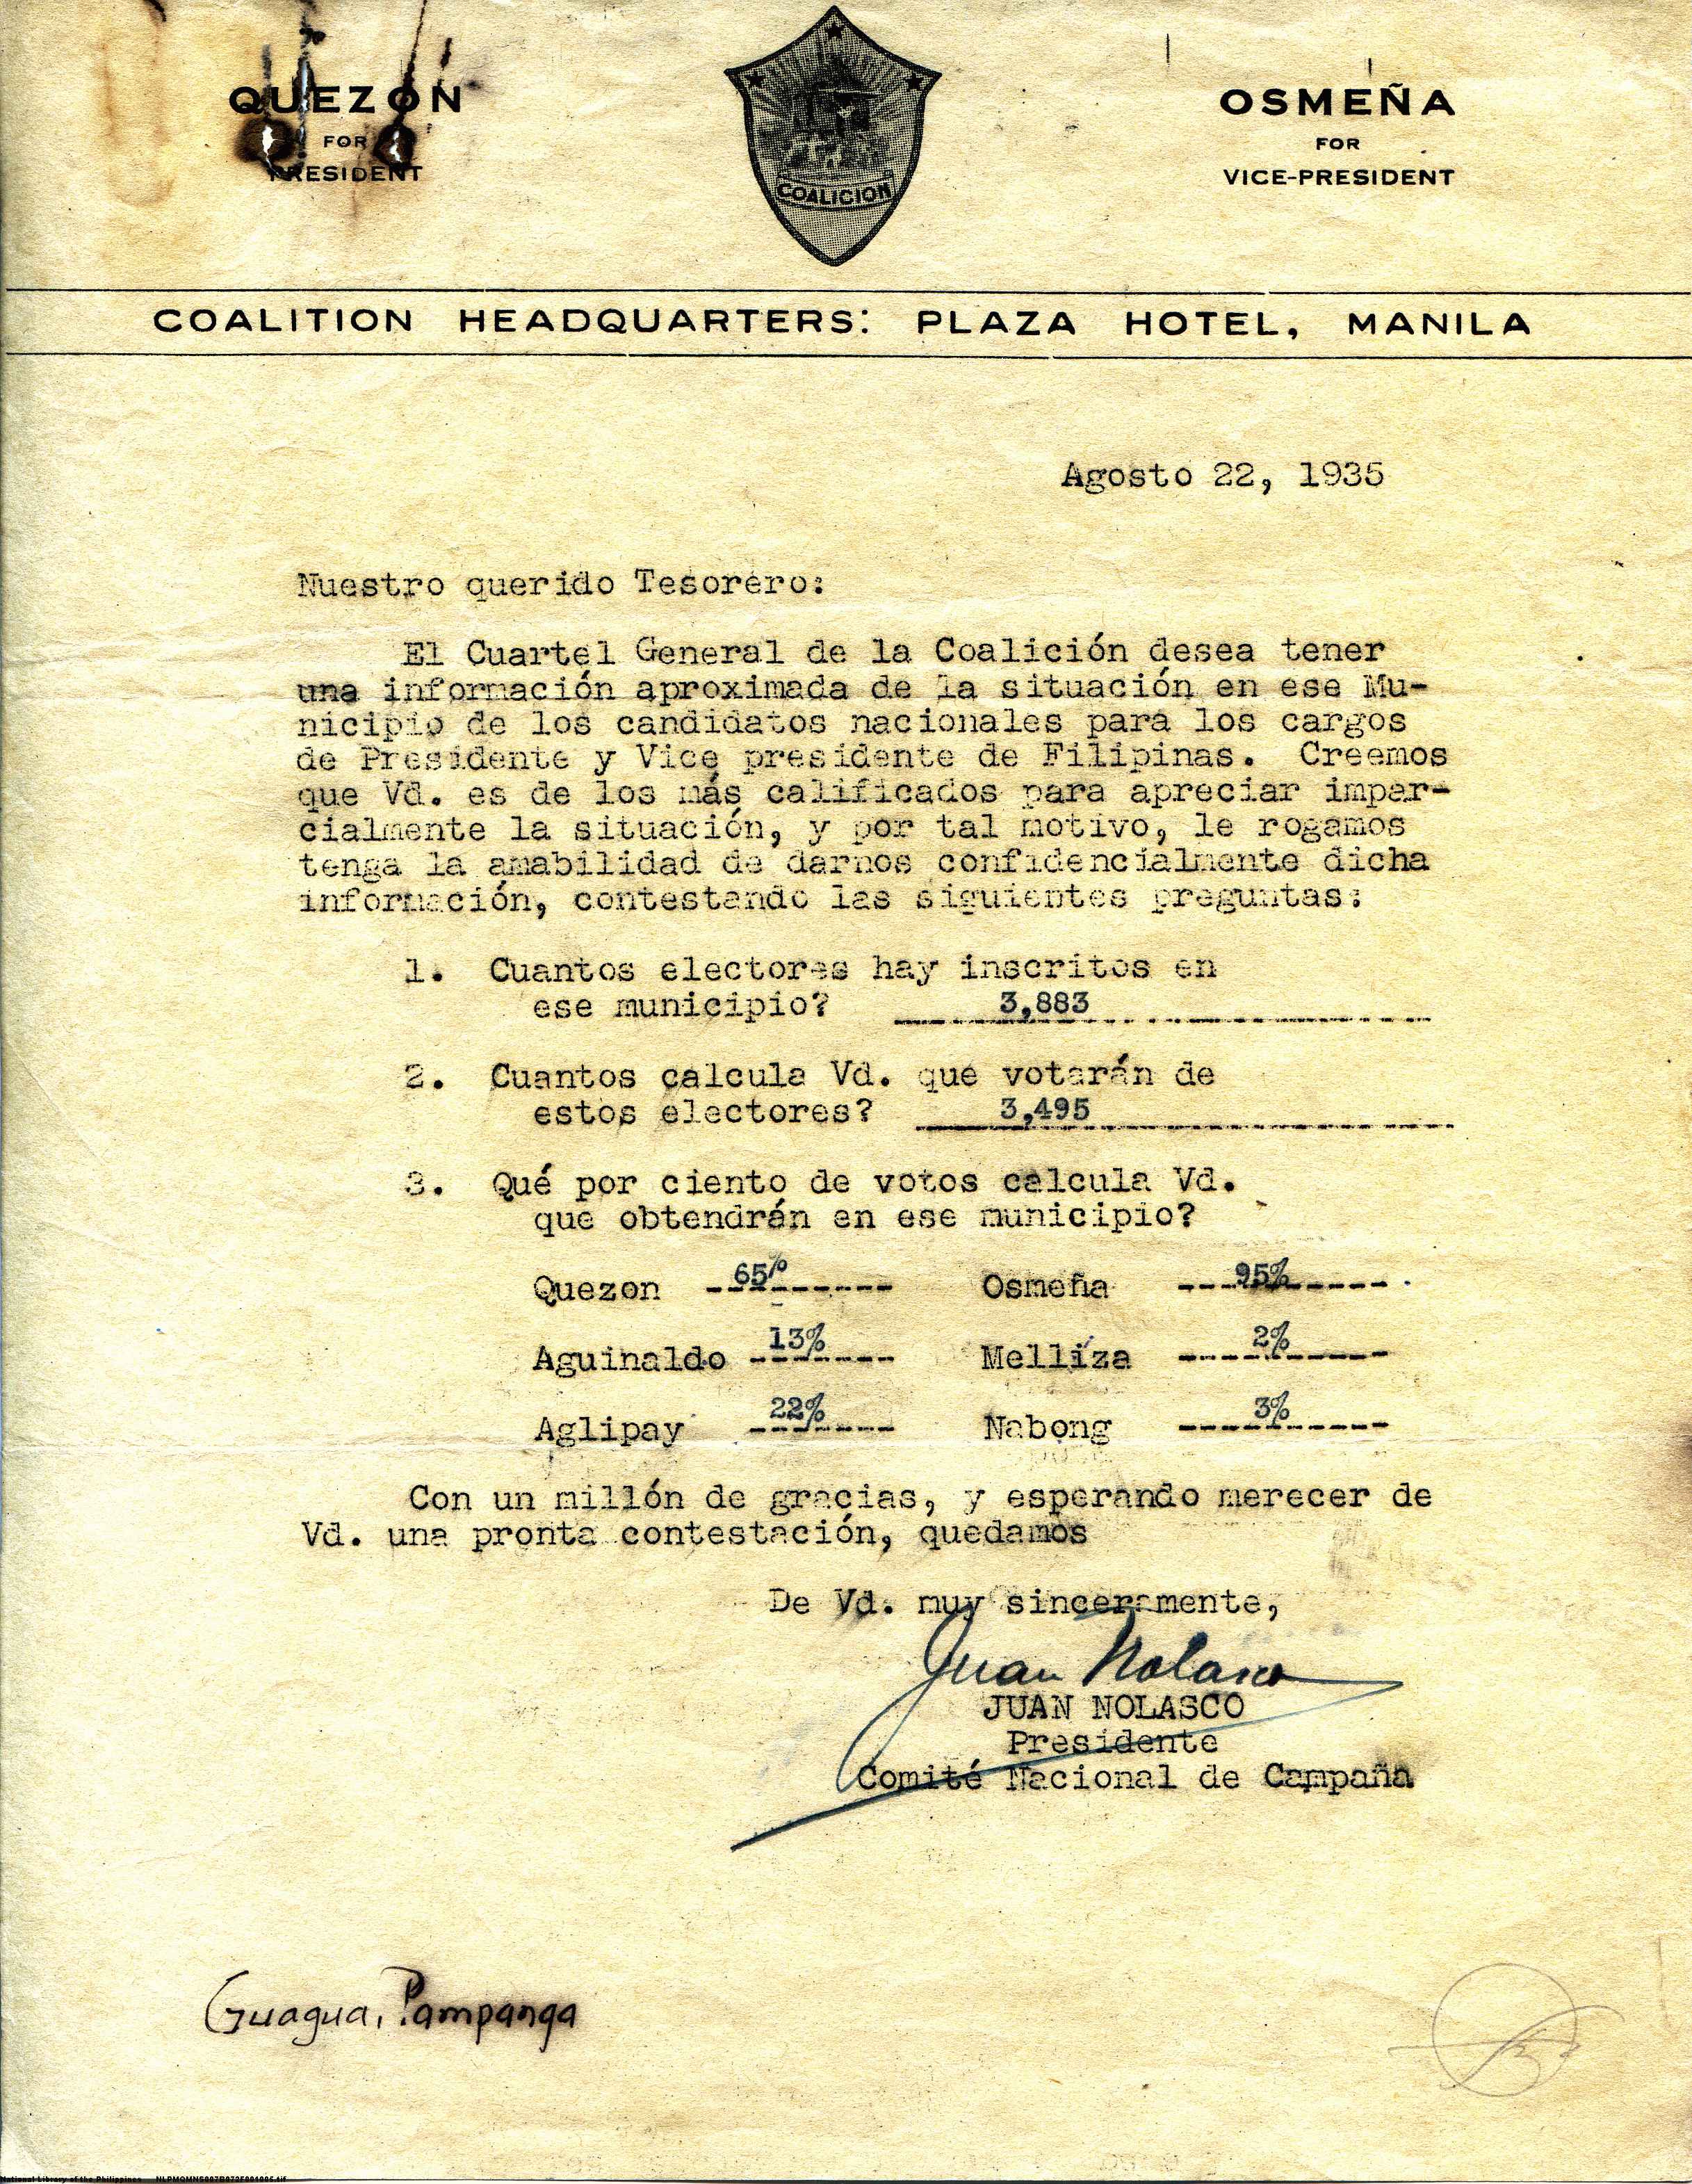 QUEZON
FOR
PRESIDENT
COALICION
OSMEÑA
FOR
VICE-PRESIDENT
COALITION HEADQUARTERS: PLAZA HOTEL, MANILA
Agosto 22, 1935
Nuestro querido Tesorero:
El Cuartel General de la Coalición desea tener
una información aproximada de la situación en ese Mu-
nicipio de los candidatos nacionales para los cargos
de Presidente y Vice presidente de Filipinas. Creemos
que Vd. es de los más calificados para apreciar imper-
cialmente la situación, y por tal motivo, le rogamos
tenga la amabilidad de darnos confidencialmente dicha
información, contestando las siguientes preguntas:
1. Cuantos electores hay inscritos en
ese municipio? 3,883
2. Cuantos calcula Vd. que votarán de
estos electores? 3,495
3. Qué por ciento de votos calcula Vd.
que obtendrán en ese municipio?
Quezon 65% Osmeña 95%
Aguinaldo 13% Mellíza 2%
Aglipay 22% Nabong 3%
Con un millón de gracias, y esperando merecer de
Vd. una pronta contestación, quedamos
De Vd. muy sinceramente,
Juan Nolasco
JUAN NOLASCO
Presidente
Comité Nacional de Campaña
Guagua, Pampanga
National Library of the Philippines